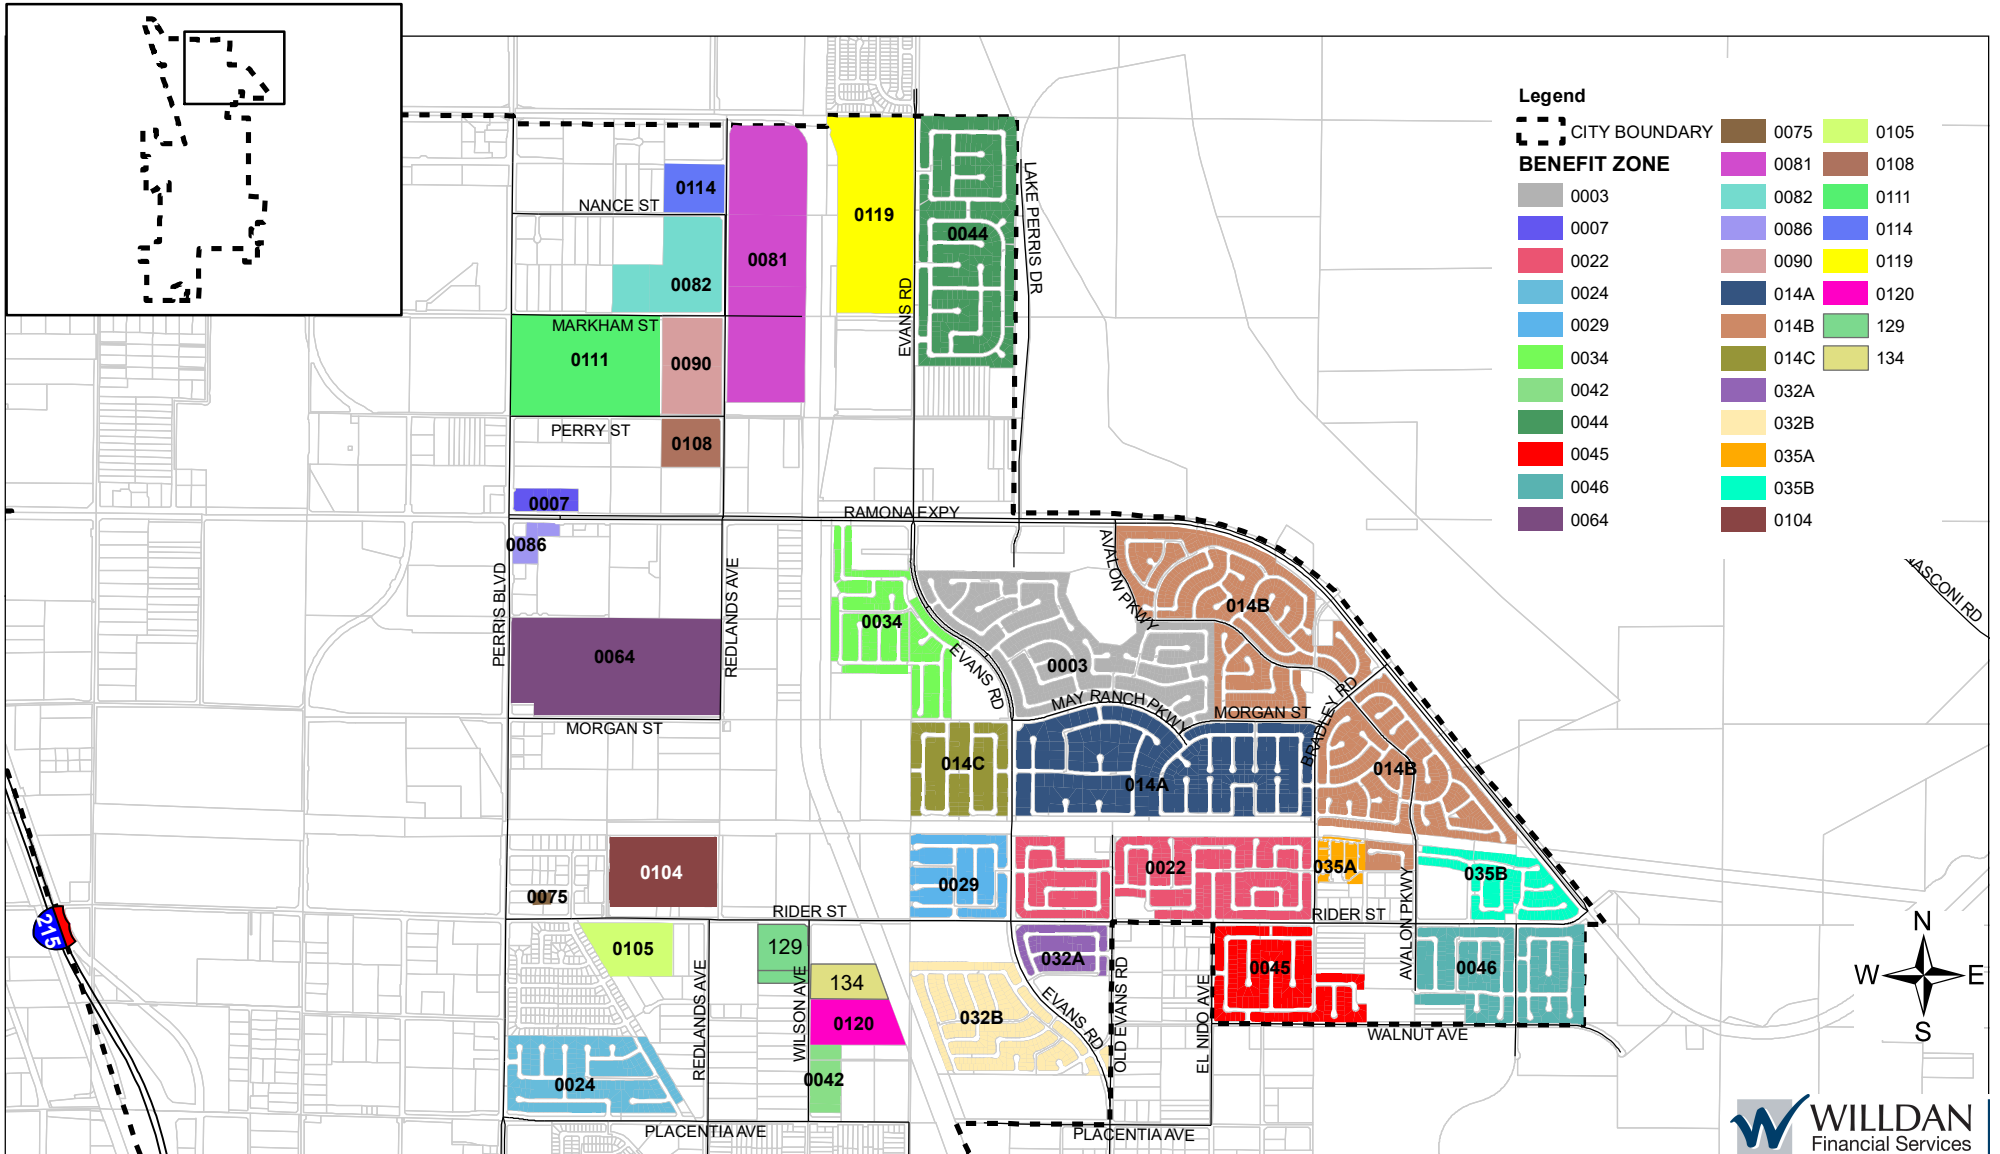 Legend
CITY BOUNDARY
BENEFIT ZONE
0003
0007
0022
0024
0029
0034
0042
0044
0045
0046
0064
0075
0081
0082
0086
0090
014A
014B
014C
032A
032B
035A
035B
0104
0105
0108
0111
0114
0119
0120
129
134
0114
NANCE ST
0119
0044
LAKE PERRIS DR
0081
0082
EVANS RD
MARKHAM ST
0111
0090
PERRY ST
0108
0007
RAMONA EXPY
0086
AVALON PKWY
PERRIS BLVD
REDLANDS AVE
014B
0034
0064
EVANS RD
0003
MAY RANCH PKWY
MORGAN ST
BRADLEY RD
MORGAN ST
014C
014A
014B
0104
0029
0022
035A
035B
0075
RIDER ST
RIDER ST
AVALON PKWY
215
0105
129
032A
0045
0046
REDLANDS AVE
WILSON AVE
134
0120
032B
EVANS RD
OLD EVANS RD
EL NIDO AVE
WALNUT AVE
0024
0042
PLACENTIA AVE
PLACENTIA AVE
N
W
E
S
WILLDAN
Financial Services